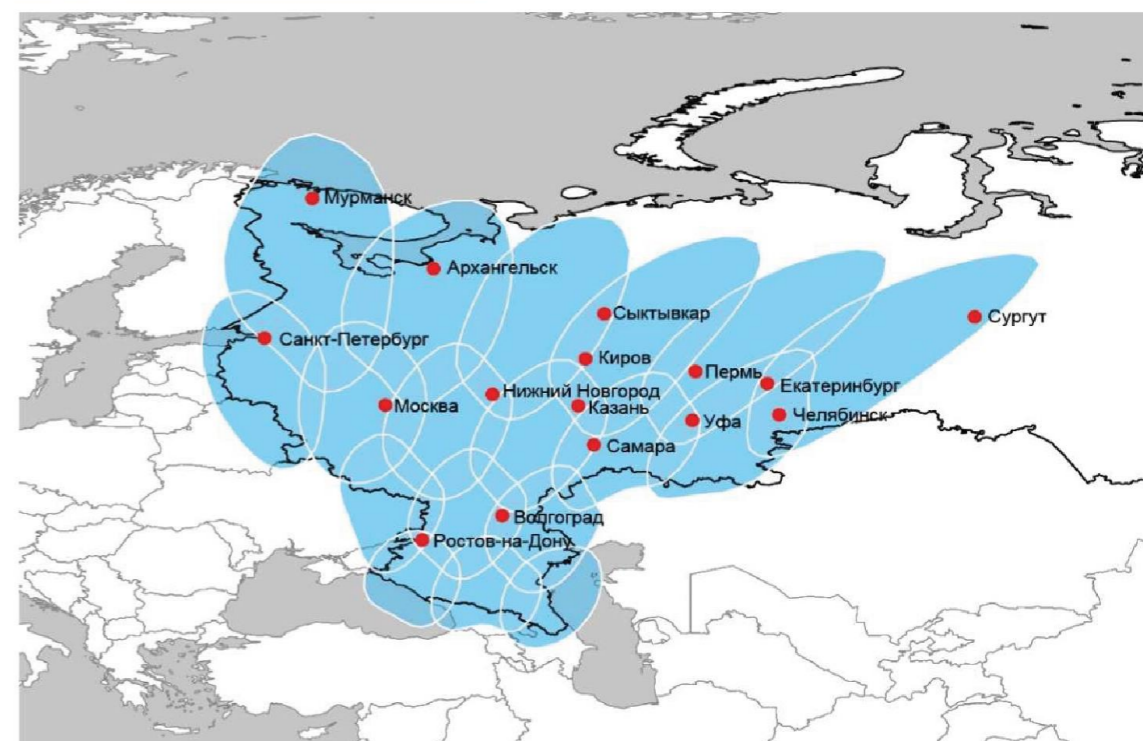 Мурманск
Архангельск
Сыктывкар
Сургут
Санкт-Петербург
Киров
Пермь
Екатеринбург
Нижний Новгород
Москва
Казань
Челябинск
Уфа
Самара
Волгоград
Ростов-на-Дону